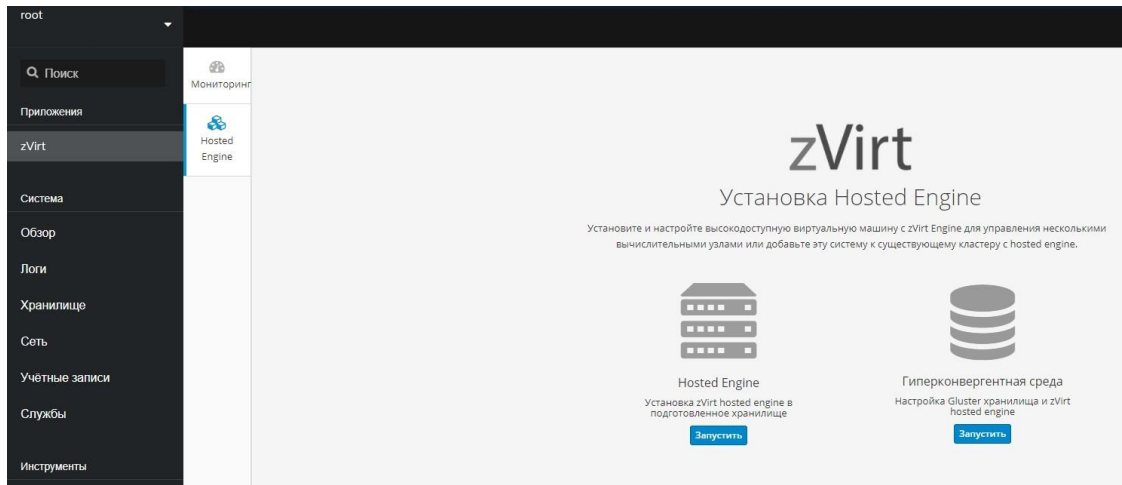 root
Поиск
Приложения
zVirt
Система
Обзор
Логи
Хранилище
Сеть
Учётные записи
Службы
Инструменты
Мониторинг
Hosted
Engine
zVirt
Установка Hosted Engine
Установите и настройте высокодоступную виртуальную машину с zVirt Engine для управления несколькими
вычислительными узлами или добавьте эту систему к существующему кластеру с hosted engine.
Hosted Engine
Установка zVirt hosted engine в
подготовленное хранилище
Запустить
Гиперконвергентная среда
Настройка Gluster хранилища и zVirt
hosted engine
Запустить